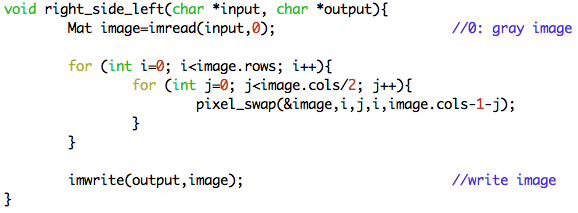 void right_side_left(char *input, char *output){
        Mat image=imread(input,0);                      //0: gray image

        for (int i=0; i<image.rows; i++){
                for (int j=0; j<image.cols/2; j++){
                        pixel_swap(&image,i,j,i,image.cols-1-j);
                }
        }

        imwrite(output,image);                          //write image
}